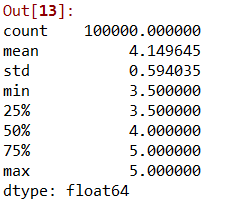 Out[13]:
count 100000.000000
mean 4.149645
std 0.594035
min 3.500000
25% 3.500000
50% 4.000000
75% 5.000000
max 5.000000
dtype: float64